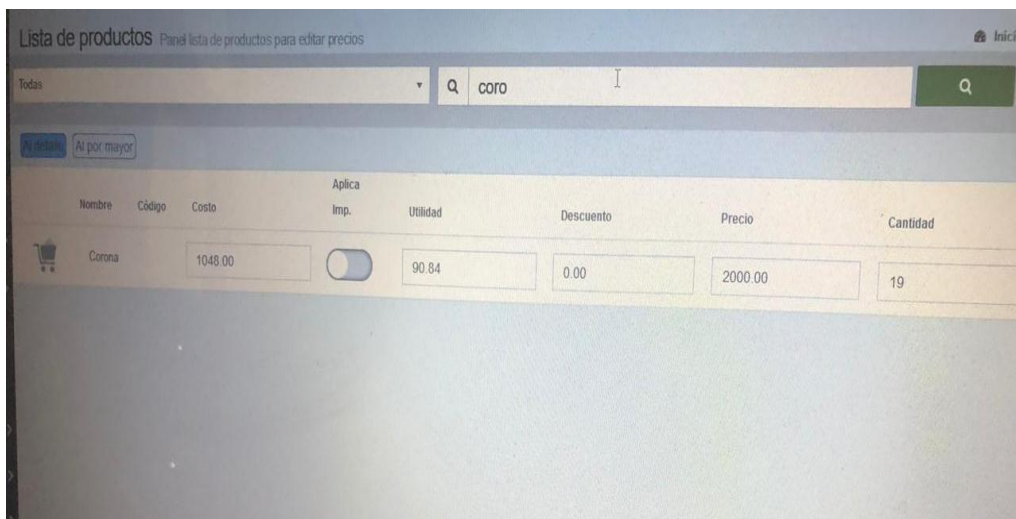 Lista de productos Panel lista de productos para editar precios Inici
Todas coro
Al detalle Al por mayor
Nombre Código Costo Aplica Imp. Utilidad Descuento Precio Cantidad
Corona 1048.00 90.84 0.00 2000.00 19